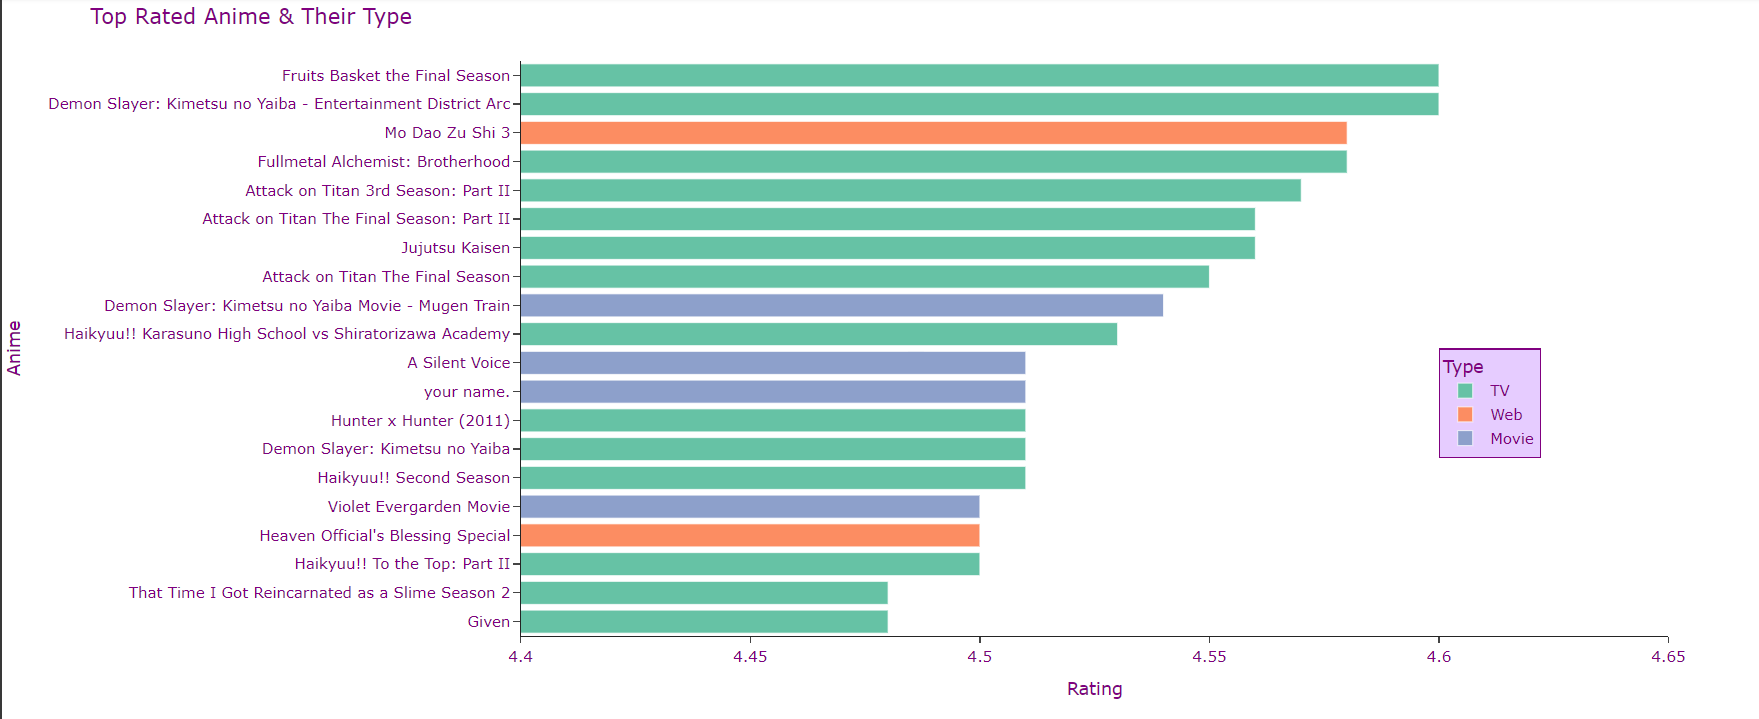 Top Rated Anime & Their Type
Fruits Basket the Final Season
Demon Slayer: Kimetsu no Yaiba - Entertainment District Arc
Mo Dao Zu Shi 3
Fullmetal Alchemist: Brotherhood
Attack on Titan 3rd Season: Part II
Attack on Titan The Final Season: Part II
Jujutsu Kaisen
Attack on Titan The Final Season
Demon Slayer: Kimetsu no Yaiba Movie - Mugen Train
Haikyuu!! Karasuno High School vs Shiratorizawa Academy
A Silent Voice
your name.
Hunter x Hunter (2011)
Demon Slayer: Kimetsu no Yaiba
Haikyuu!! Second Season
Violet Evergarden Movie
Heaven Official's Blessing Special
Haikyuu!! To the Top: Part II
That Time I Got Reincarnated as a Slime Season 2
Given
Anime
4.4 4.45 4.5 4.55 4.6 4.65
Rating
Type
TV
Web
Movie